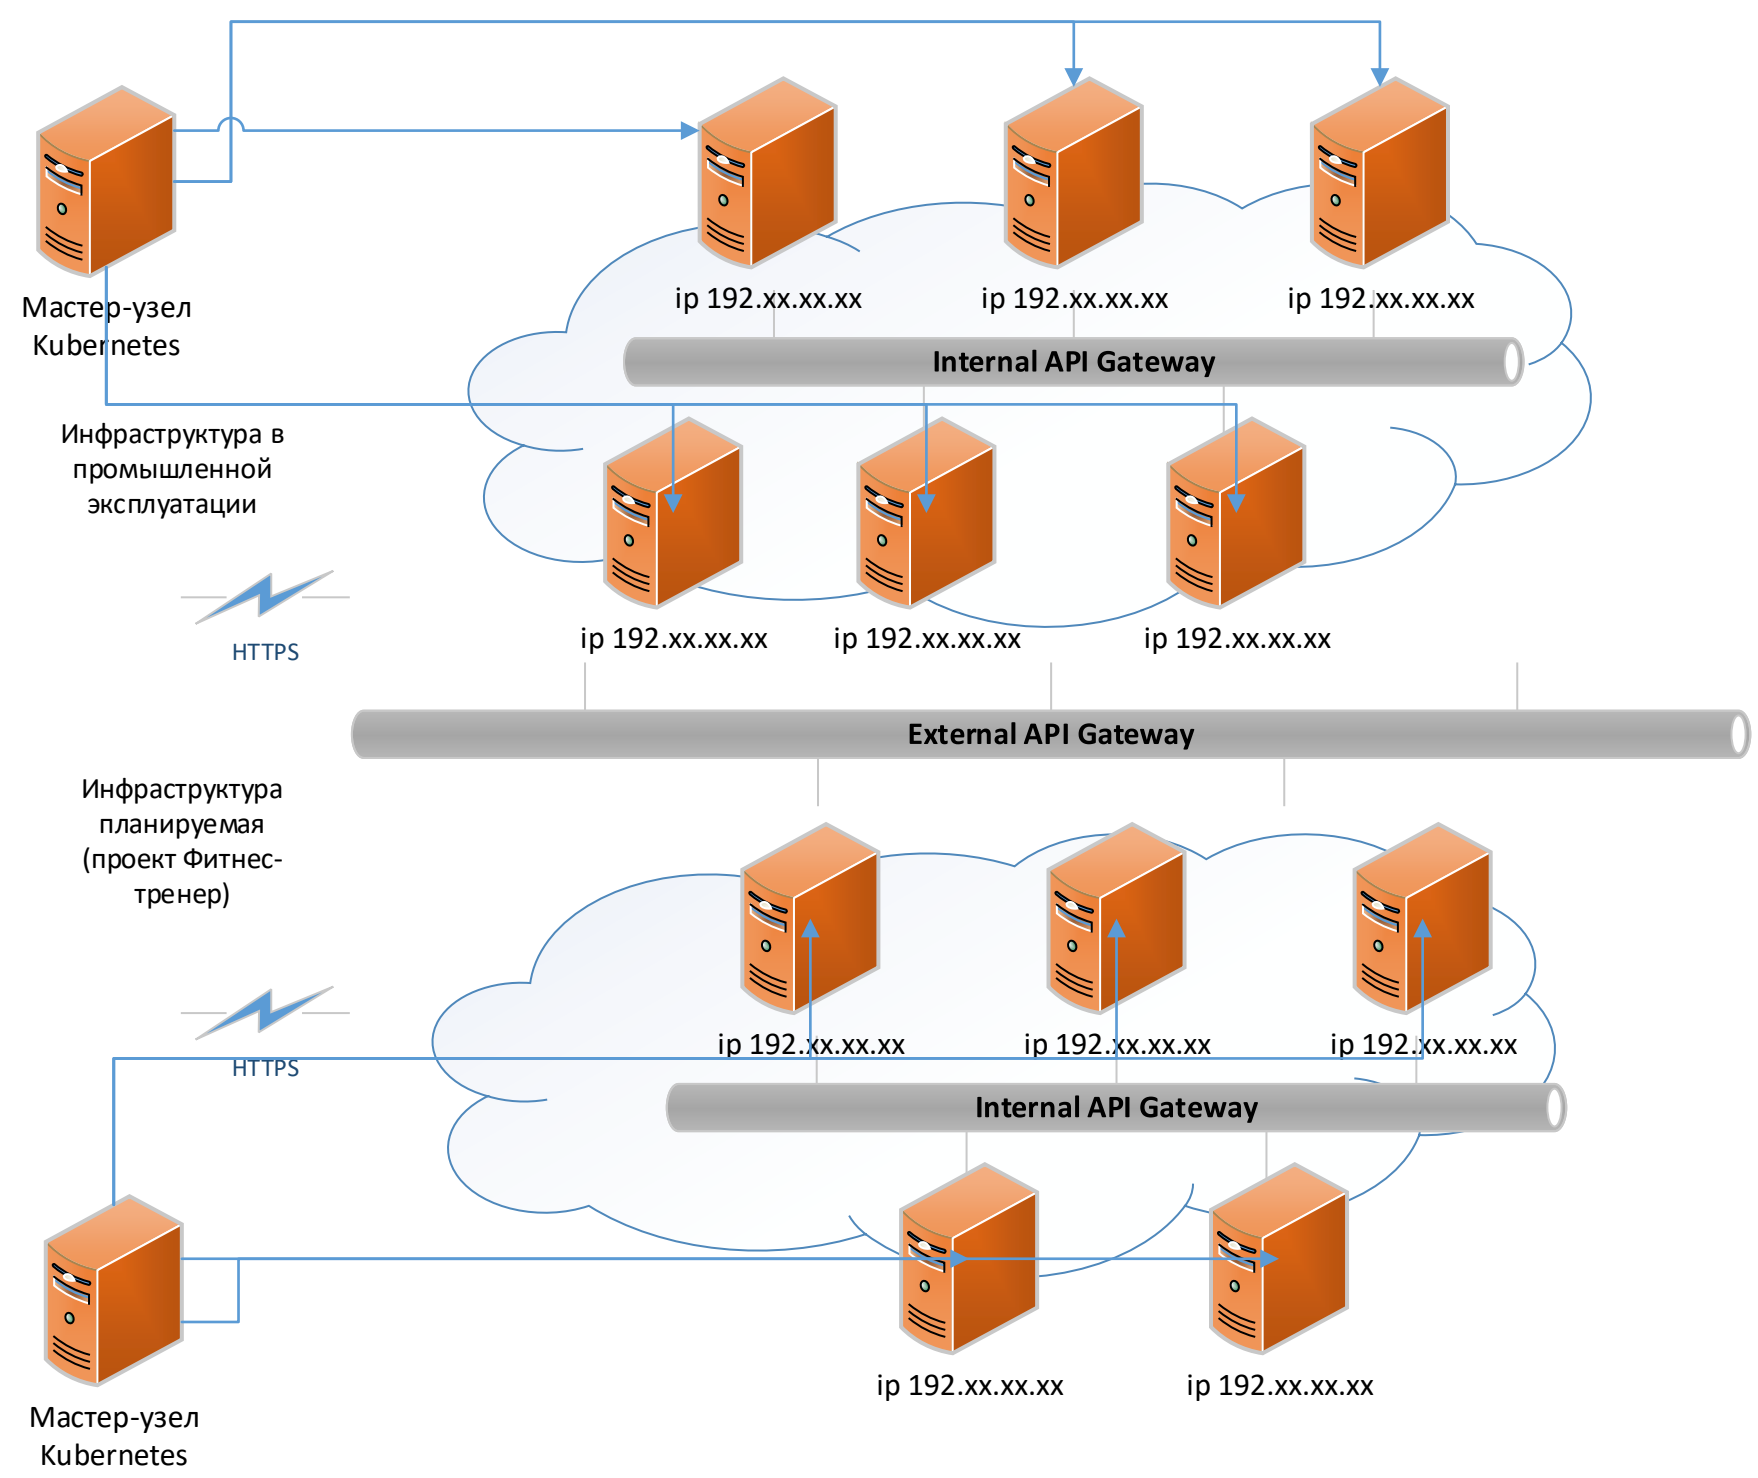 Мастер-узел
Kubernetes
ip 192.xx.xx.xx
ip 192.xx.xx.xx
ip 192.xx.xx.xx
Internal API Gateway
Инфраструктура в
промышленной
эксплуатации
HTTPS
ip 192.xx.xx.xx
ip 192.xx.xx.xx
ip 192.xx.xx.xx
External API Gateway
Инфраструктура
планируемая
(проект Фитнес-
тренер)
HTTPS
ip 192.xx.xx.xx
ip 192.xx.xx.xx
ip 192.xx.xx.xx
Internal API Gateway
ip 192.xx.xx.xx
ip 192.xx.xx.xx
Мастер-узел
Kubernetes